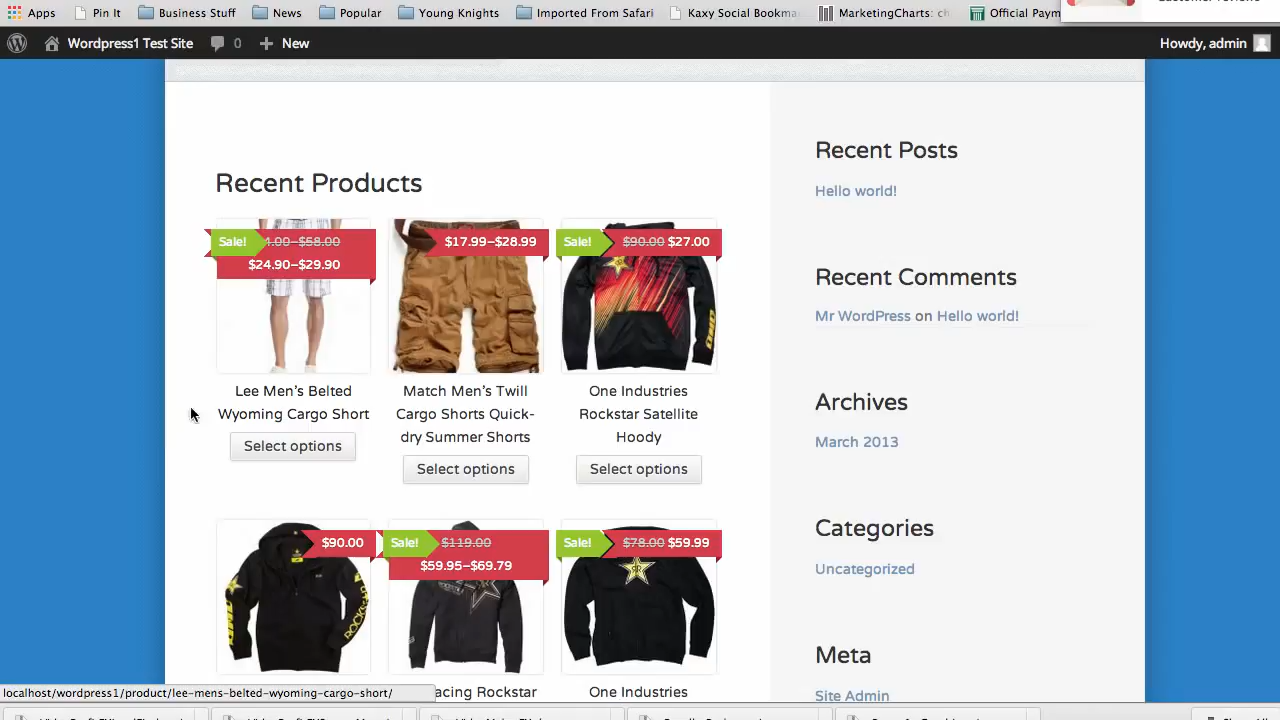 Apps Pin It Business Stuff News Popular Young Knights Imported From Safari Kaxy Social Bookma MarketingCharts: ch Official Paym
Wordpress1 Test Site 0 New Howdy, admin
Recent Products
Sale! 4.00–$58.00
$24.90–$29.90
$17.99–$28.99
Sale! $90.00 $27.00
Lee Men's Belted
Wyoming Cargo Short
Select options
Match Men's Twill
Cargo Shorts Quick-
dry Summer Shorts
Select options
One Industries
Rockstar Satellite
Hoody
Select options
$90.00
Sale! $119.00
$59.95–$69.79
Sale! $78.00 $59.99
acing Rockstar
One Industries
Recent Posts
Hello world!
Recent Comments
Mr WordPress on Hello world!
Archives
March 2013
Categories
Uncategorized
Meta
Site Admin
localhost/wordpress1/product/lee-mens-belted-wyoming-cargo-short/